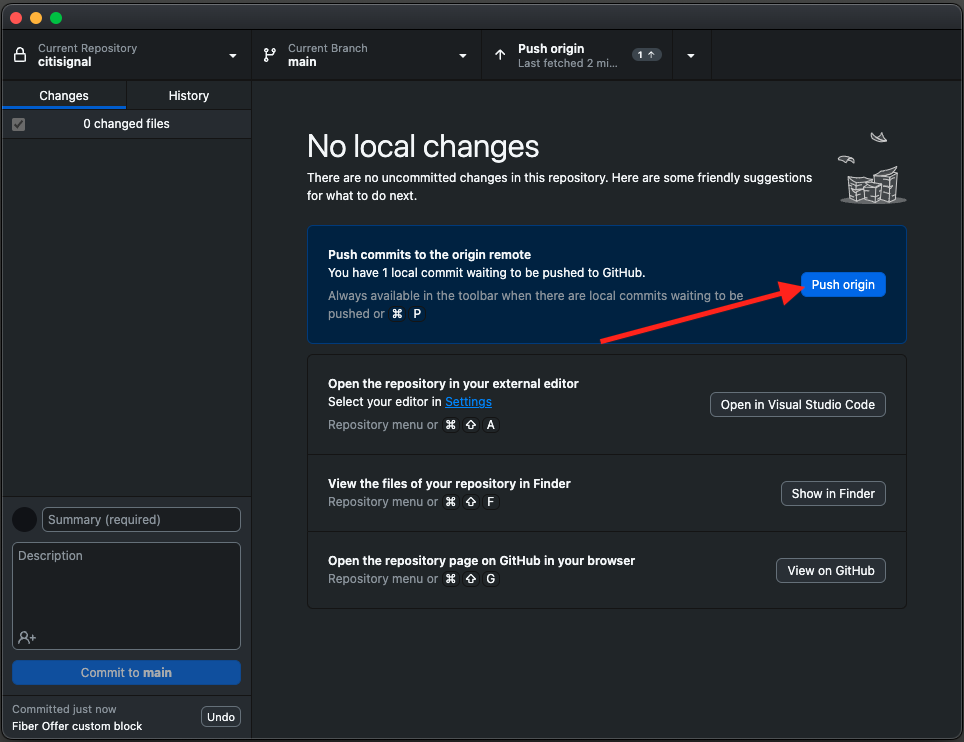 Current Repository
citisignal
Current Branch
main
Push origin
Last fetched 2 mi...
1 ↑
Changes
History
0 changed files
No local changes
There are no uncommitted changes in this repository. Here are some friendly suggestions
for what to do next.
Push commits to the origin remote
You have 1 local commit waiting to be pushed to GitHub.
Always available in the toolbar when there are local commits waiting to be
pushed or ⌘ P
Push origin
Open the repository in your external editor
Select your editor in Settings
Repository menu or ⌘ ⇧ A
Open in Visual Studio Code
View the files of your repository in Finder
Repository menu or ⌘ ⇧ F
Show in Finder
Open the repository page on GitHub in your browser
Repository menu or ⌘ ⇧ G
View on GitHub
Summary (required)
Description
Commit to main
Committed just now
Fiber Offer custom block
Undo